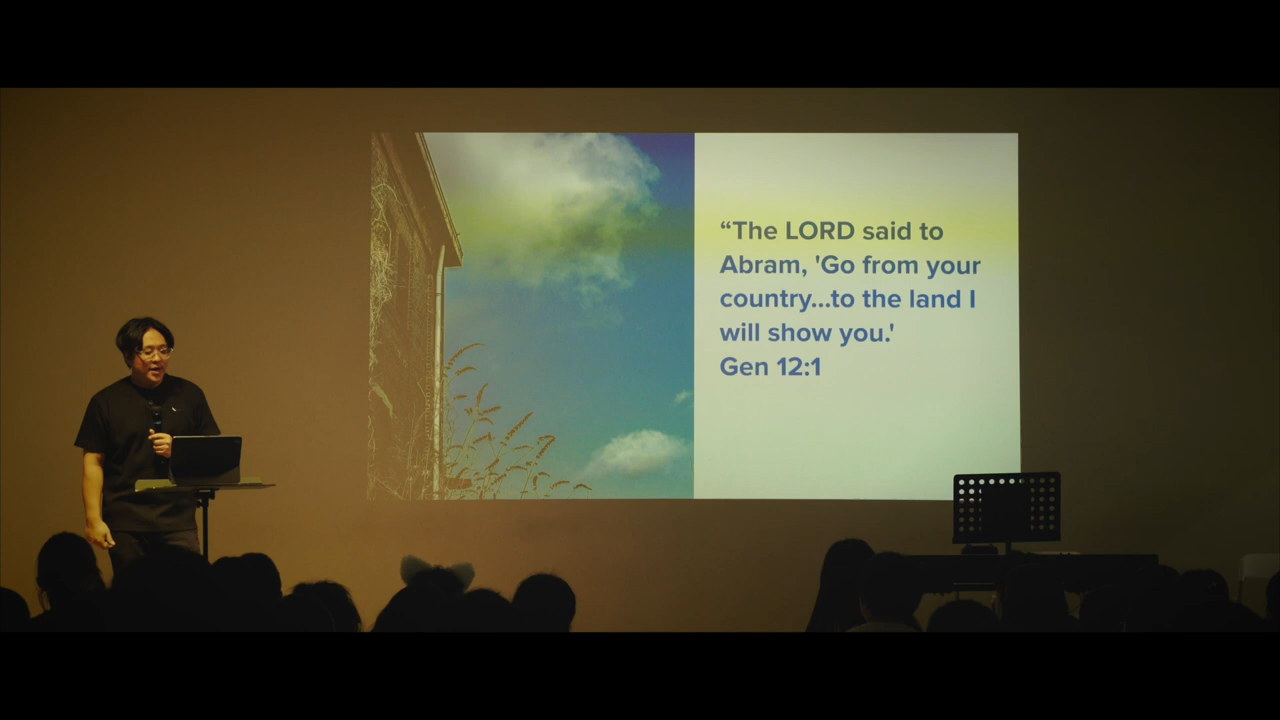 “The LORD said to
Abram, 'Go from your
country...to the land I
will show you.'
Gen 12:1